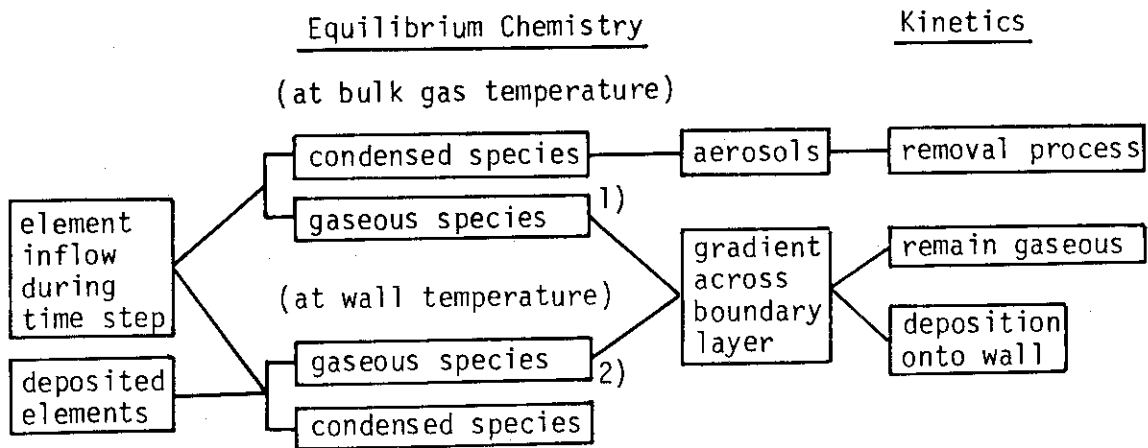 Equilibrium Chemistry
Kinetics
(at bulk gas temperature)
condensed species
aerosols
removal process
gaseous species
1)
element
inflow
during
time step
gradient
across
boundary
layer
remain gaseous
(at wall temperature)
deposition
onto wall
gaseous species
2)
deposited
elements
condensed species